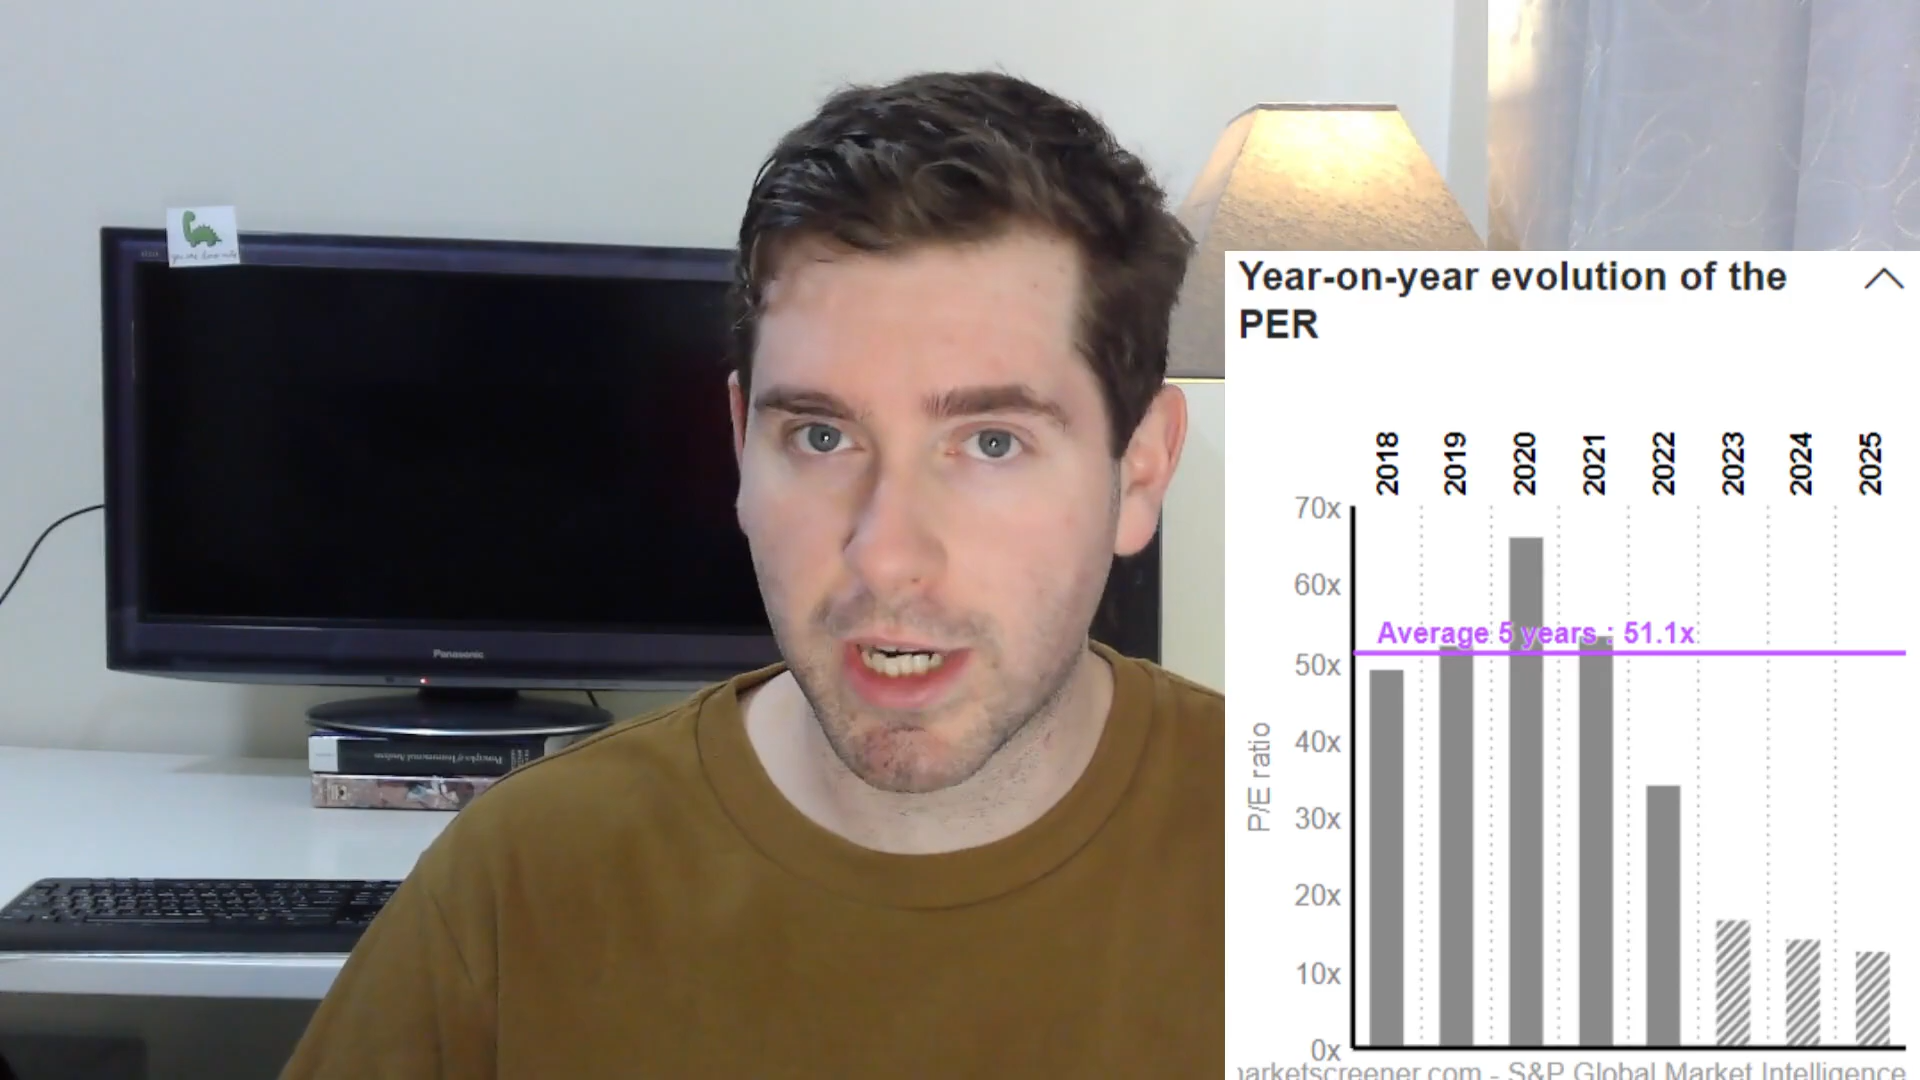 Panasonic
Year-on-year evolution of the
PER
2018
2019
2020
2021
2022
2023
2024
2025
70x
60x
Average 5 years : 51.1x
50x
40x
P/E ratio
30x
20x
10x
0x
marketscreener.com - S&P Global Market Intelligence